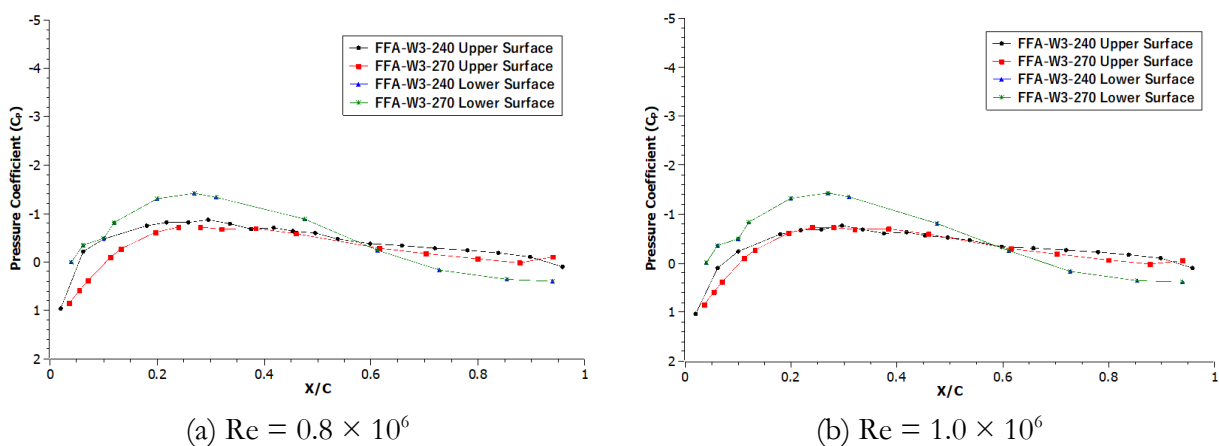 -5
-4
-3
-2
-1
0
1
2
0
0.2
0.4
0.6
0.8
1
Pressure Coefficient (CP)
X/C
FFA-W3-240 Upper Surface
FFA-W3-270 Upper Surface
FFA-W3-240 Lower Surface
FFA-W3-270 Lower Surface
(a) Re = 0.8 × 10⁶
-5
-4
-3
-2
-1
0
1
2
0
0.2
0.4
0.6
0.8
1
Pressure Coefficient (CP)
X/C
FFA-W3-240 Upper Surface
FFA-W3-270 Upper Surface
FFA-W3-240 Lower Surface
FFA-W3-270 Lower Surface
(b) Re = 1.0 × 10⁶